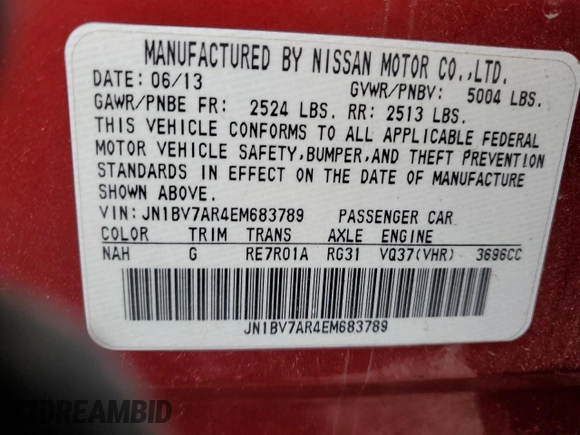 MANUFACTURED BY NISSAN MOTOR CO.,LTD.
DATE: 06/13 GVWR/PNBV: 5004 LBS.
GAWR/PNBE FR: 2524 LBS. RR: 2513 LBS.
THIS VEHICLE CONFORMS TO ALL APPLICABLE FEDERAL
MOTOR VEHICLE SAFETY,BUMPER,AND THEFT PREVENTION
STANDARDS IN EFFECT ON THE DATE OF MANUFACTURE
SHOWN ABOVE.
VIN: JN1BV7AR4EM683789 PASSENGER CAR
COLOR TRIM TRANS AXLE ENGINE
NAH G RE7R01A RG31 VQ37(VHR) 3696CC
JN1BV7AR4EM683789
DREAMBID